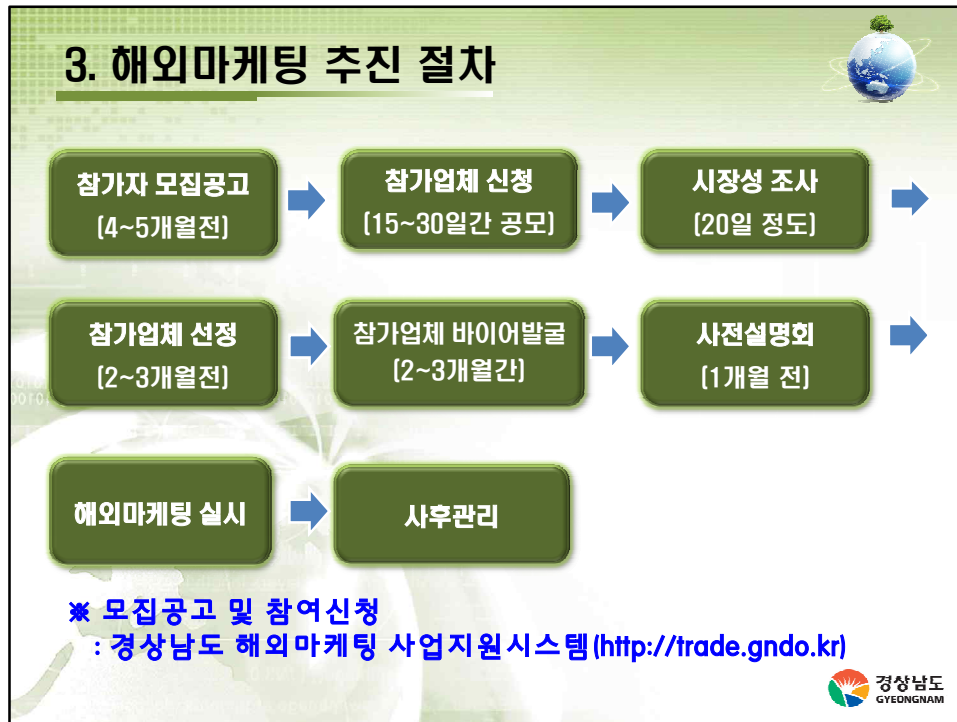 3. 해외마케팅 추진 절차
참가자 모집공고
(4~5개월전)
참가업체 신청
(15~30일간 공모)
시장성 조사
(20일 정도)
참가업체 선정
(2~3개월전)
참가업체 바이어발굴
(2~3개월간)
사전설명회
(1개월 전)
해외마케팅 실시
사후관리
※ 모집공고 및 참여신청
: 경상남도 해외마케팅 사업지원시스템(http://trade.gndo.kr)
경상남도
GYEONGNAM